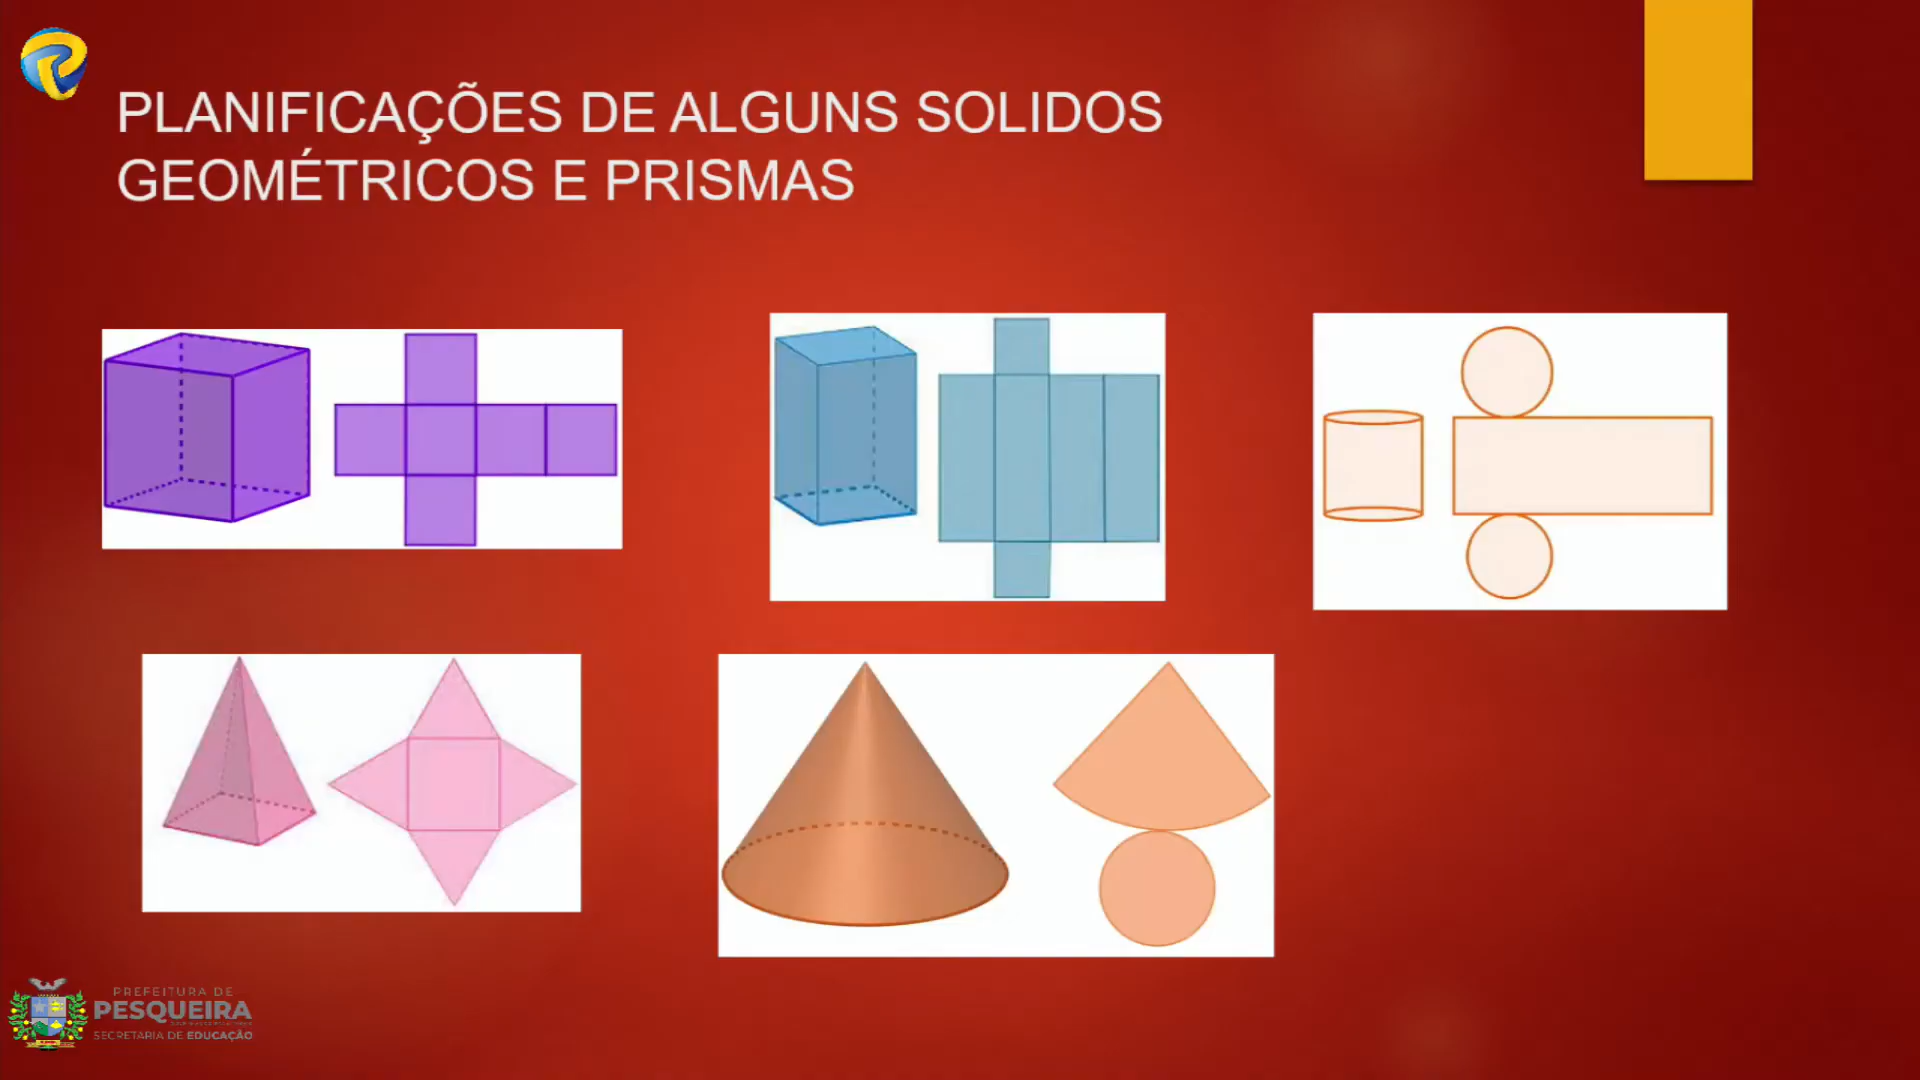 PLANIFICAÇÕES DE ALGUNS SOLIDOS
GEOMÉTRICOS E PRISMAS
PREFEITURA DE
PESQUEIRA
SECRETARIA DE EDUCAÇÃO